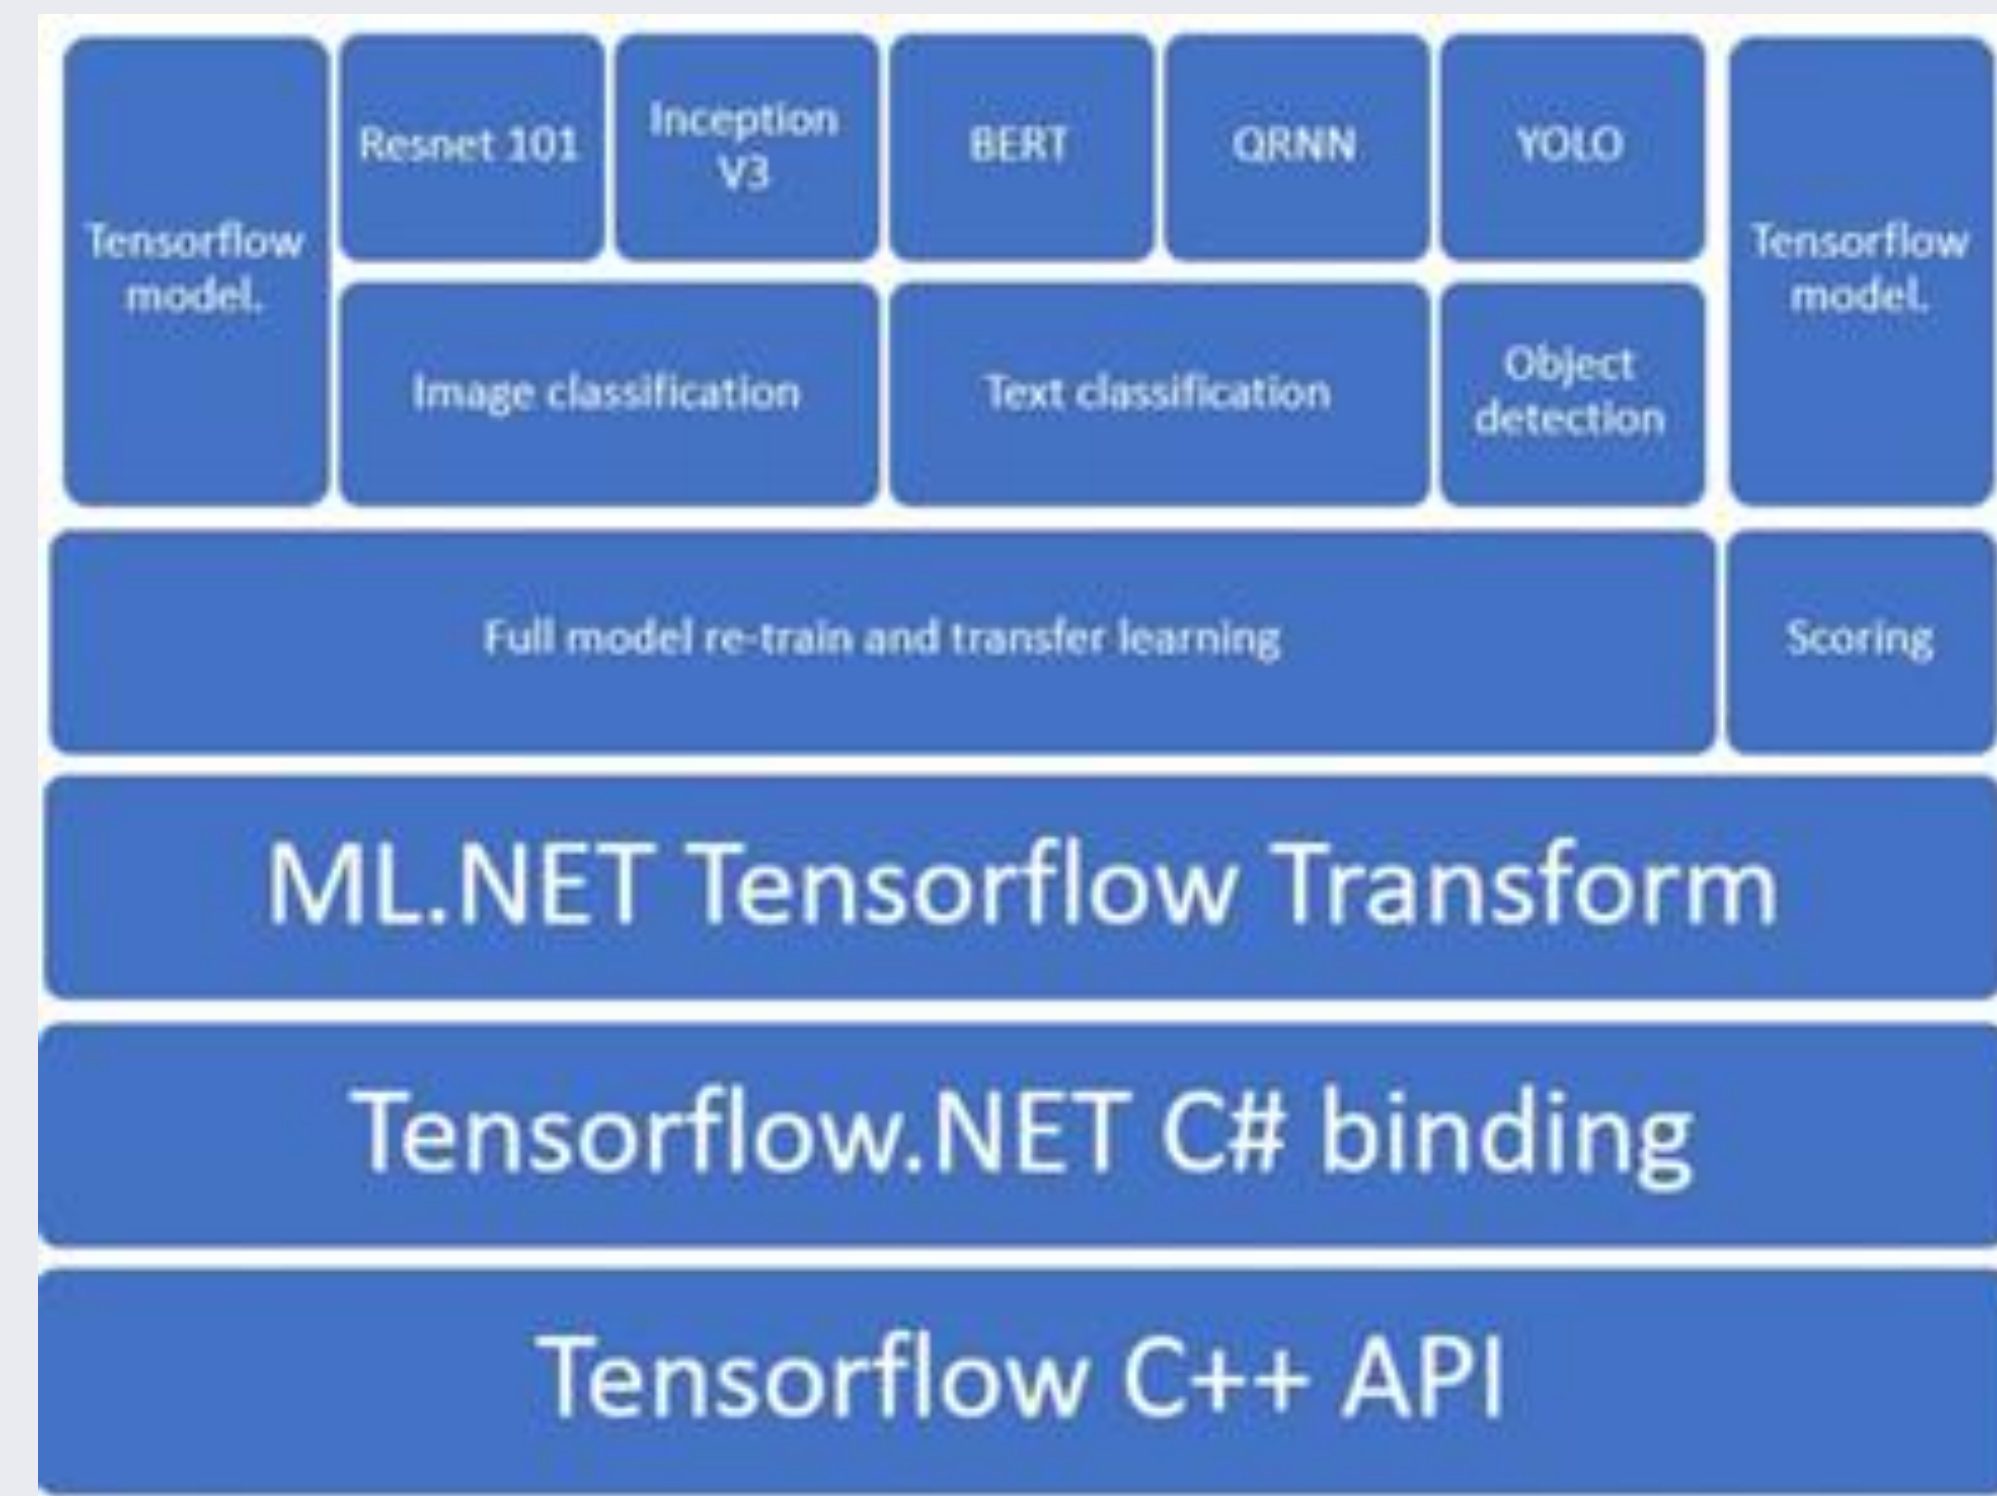 Tensorflow
model.
Resnet 101
Inception
V3
BERT
QRNN
YOLO
Tensorflow
model.
Image classification
Text classification
Object
detection
Full model re-train and transfer learning
Scoring
ML.NET Tensorflow Transform
Tensorflow.NET C# binding
Tensorflow C++ API